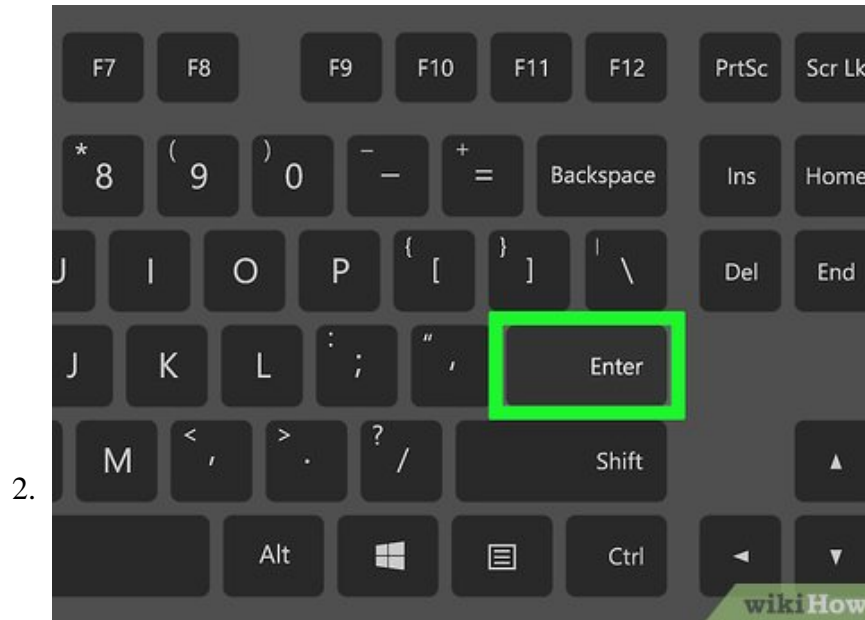 F7 F8 F9 F10 F11 F12 PrtSc Scr Lk
* 8 ( 9 ) 0 – – + = Backspace Ins Home
U I O P { [ } ] | \ Del End
J K L : ; “ , Enter
M < , > . ? / Shift ▲
2.
Alt Ctrl ◄ ▼
wikiHow